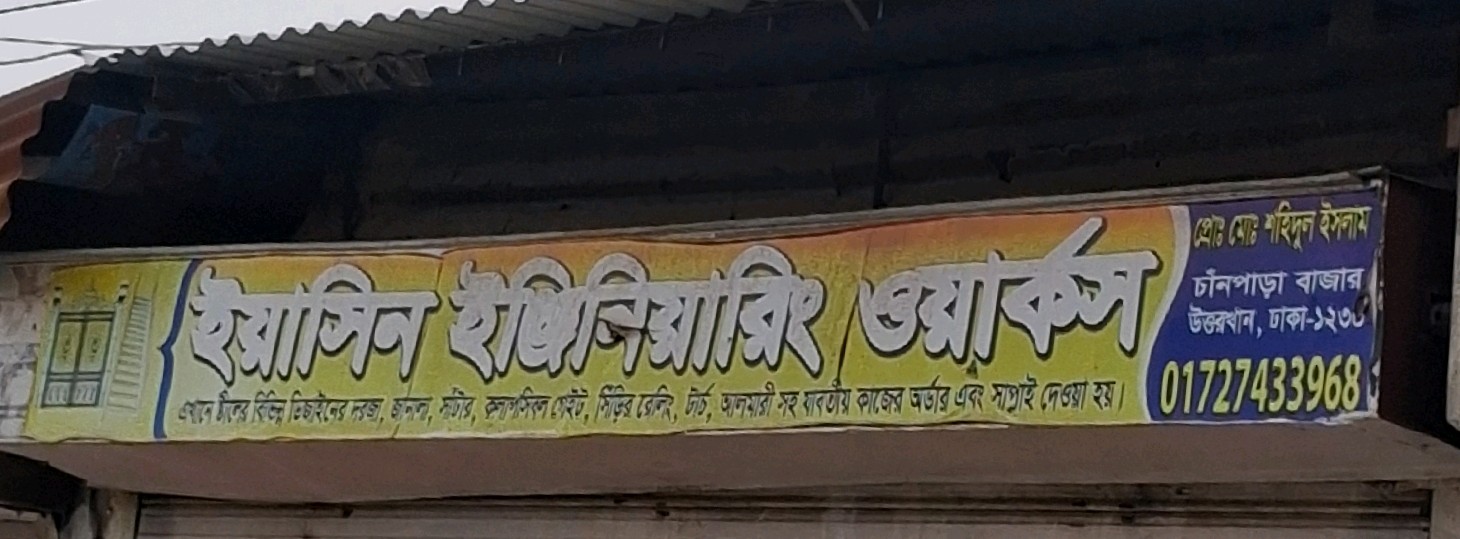 ইয়াসিন ইঞ্জিনিয়ারিং ওয়ার্কস
এখানে ষ্টীলের বিভিন্ন ডিজাইনের দরজা, জানালা, সাটার, কলাপসিবল গেইট, সিঁড়ির রেলিং, টার্চ, আলমারী সহ যাবতীয় কাজের অর্ডার এবং সাপ্লাই দেওয়া হয়।
প্রোঃ মোঃ শহিদুল ইসলাম
চাঁনপাড়া বাজার
উত্তরখান, ঢাকা-১২৩০
01727433968